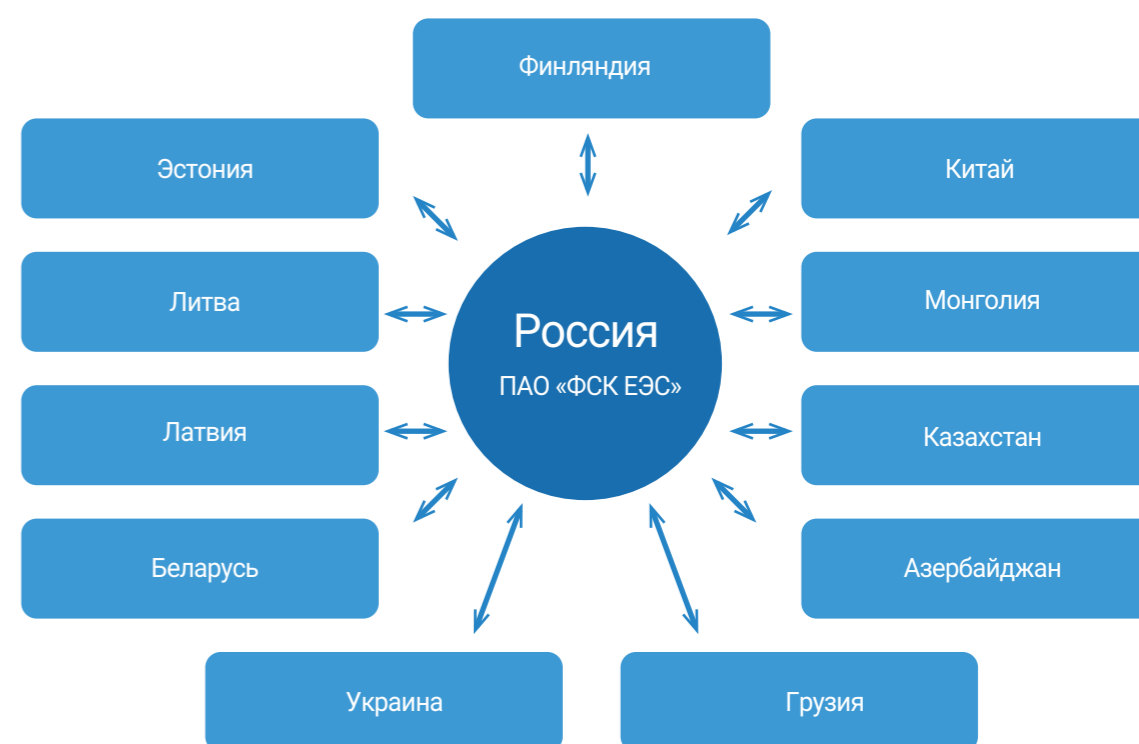 Финляндия
Эстония
Китай
Литва
Монголия
Россия
ПАО «ФСК ЕЭС»
Латвия
Казахстан
Беларусь
Азербайджан
Украина
Грузия